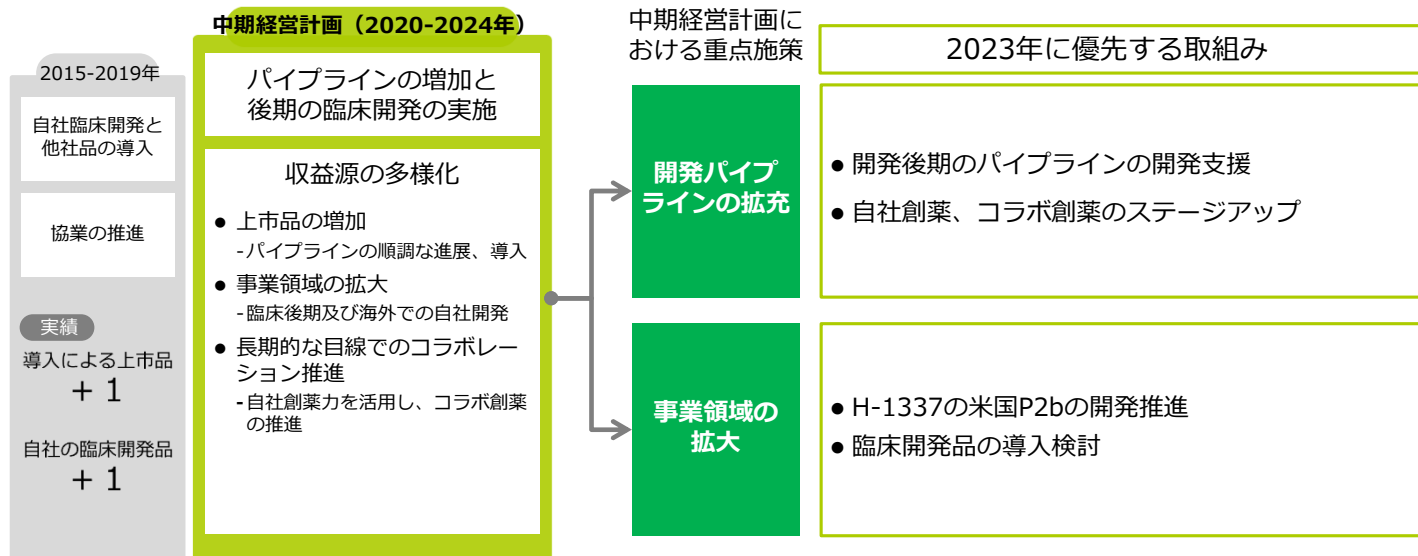 2015-2019年
自社臨床開発と
他社品の導入
協業の推進
実績
導入による上市品
+ 1
自社の臨床開発品
+ 1
中期経営計画（2020-2024年）
パイプラインの増加と
後期の臨床開発の実施
収益源の多様化
● 上市品の増加
-パイプラインの順調な進展、導入
● 事業領域の拡大
-臨床後期及び海外での自社開発
● 長期的な目線でのコラボレー
ション推進
-自社創薬力を活用し、コラボ創薬
の推進
中期経営計画に
おける重点施策
2023年に優先する取組み
開発パイプ
ラインの拡充
● 開発後期のパイプラインの開発支援
● 自社創薬、コラボ創薬のステージアップ
事業領域の
拡大
● H-1337の米国P2bの開発推進
● 臨床開発品の導入検討